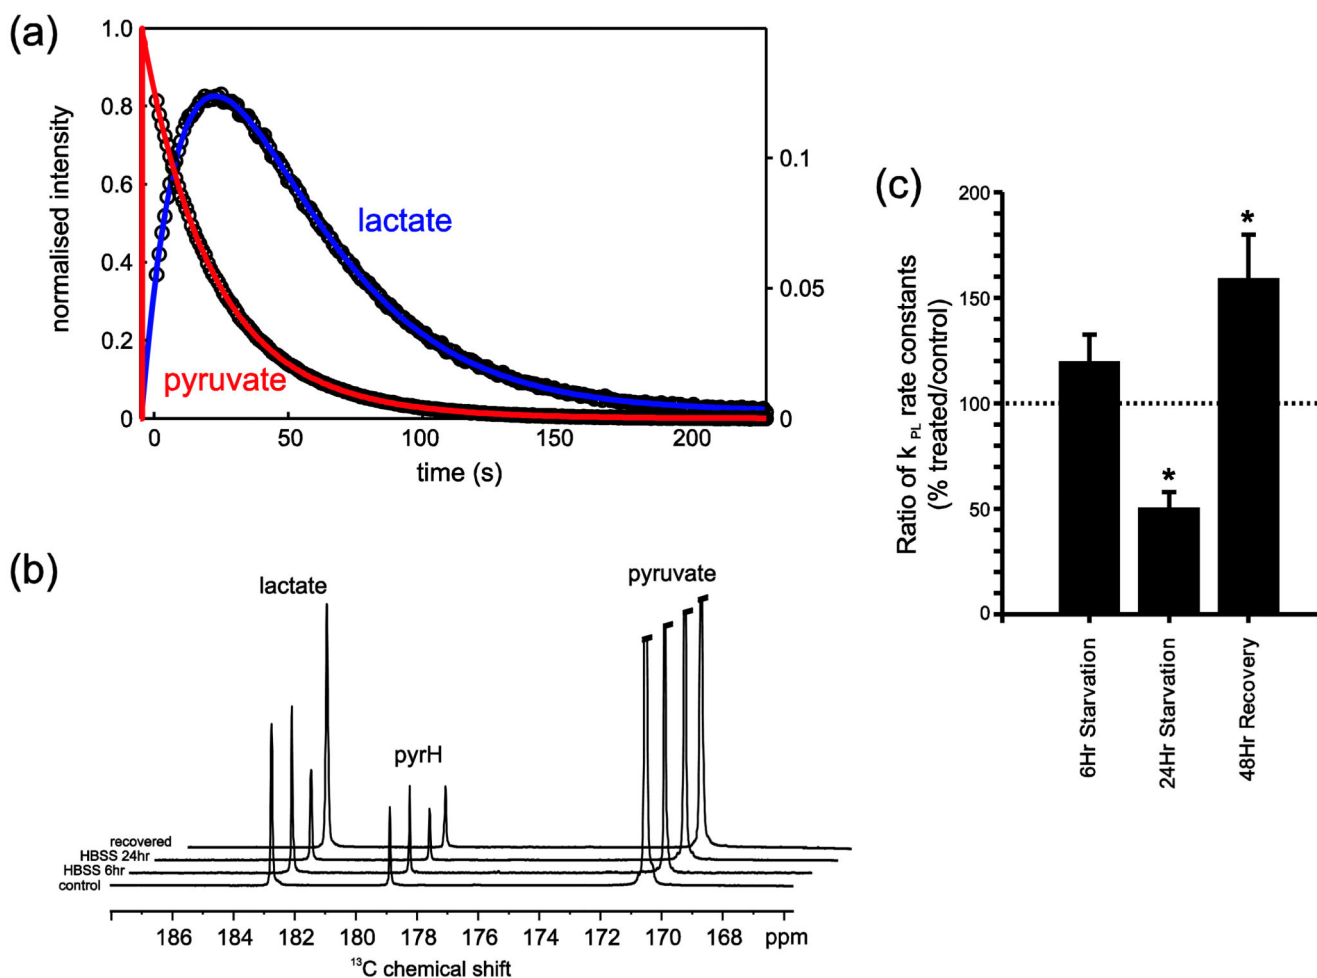 (a)
normalised intensity
1.0
0.8
0.6
0.4
0.2
0
0.1
0.05
0
lactate
pyruvate
0 50 100 150 200
time (s)
(b)
lactate
pyrH
pyruvate
recovered
HBSS 24hr
HBSS 6hr
control
186 184 182 180 178 176 174 172 170 168 ppm
13C chemical shift
(c)
Ratio of k PL rate constants
(% treated/control)
200
150
100
50
0
*
*
6Hr Starvation
24Hr Starvation
48Hr Recovery